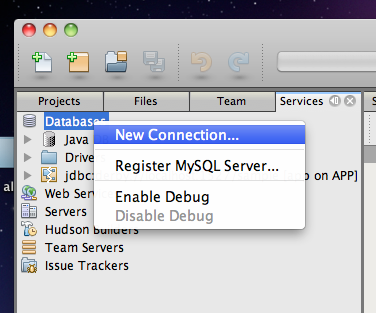 Projects
Files
Team
Services
Databases
New Connection...
Java
Register MySQL Server...
Drivers
jdbc: on APP]
Enable Debug
Web Serv
Servers
Disable Debug
Hudson Builders
Team Servers
Issue Trackers
al